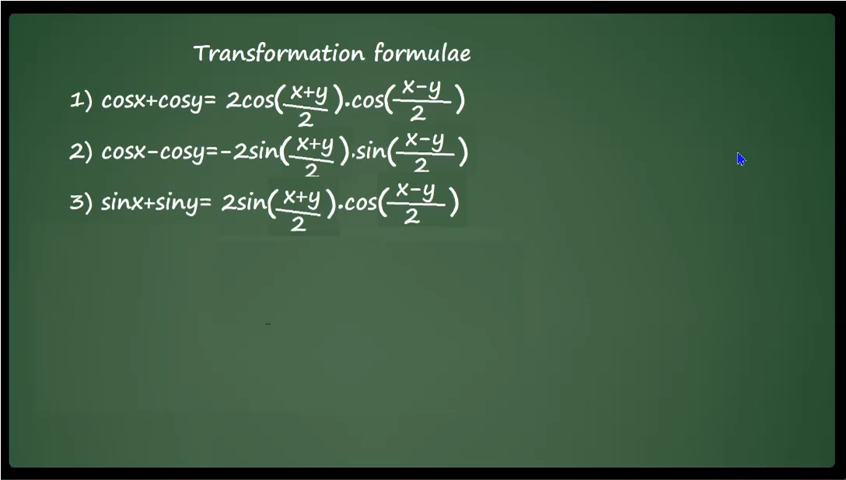 Transformation formulae
1) cosx+cosy= 2cos(x+y/2).cos(x-y/2)
2) cosx-cosy=-2sin(x+y/2).sin(x-y/2)
3) sinx+siny= 2sin(x+y/2).cos(x-y/2)